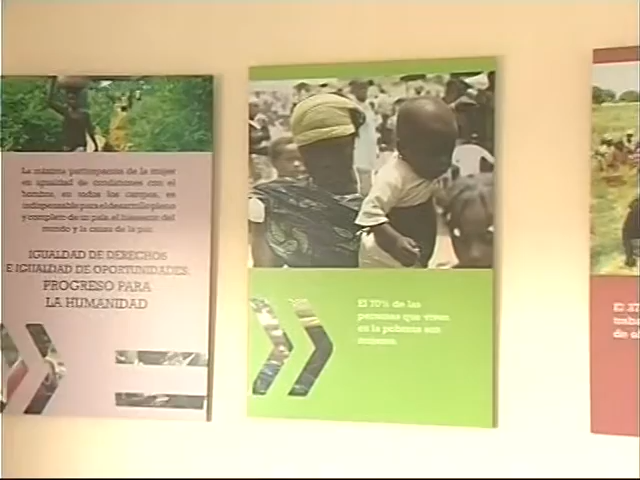 La máxima participación de la mujer
en igualdad de condiciones con el
hombre, en todos los campos, es
indispensable para el desarrollo pleno
y completo de un país, el bienestar del
mundo y la causa de la paz.
IGUALDAD DE DERECHOS
E IGUALDAD DE OPORTUNIDADES,
PROGRESO PARA
LA HUMANIDAD
El 70% de las
personas que viven
en la pobreza son
mujeres.
El
de